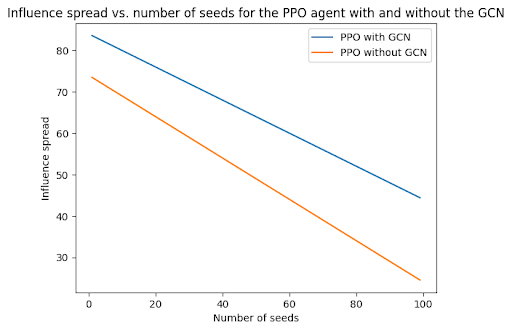 Influence spread vs. number of seeds for the PPO agent with and without the GCN
PPO with GCN
PPO without GCN
80
70
60
50
40
30
Influence spread
0 20 40 60 80 100
Number of seeds